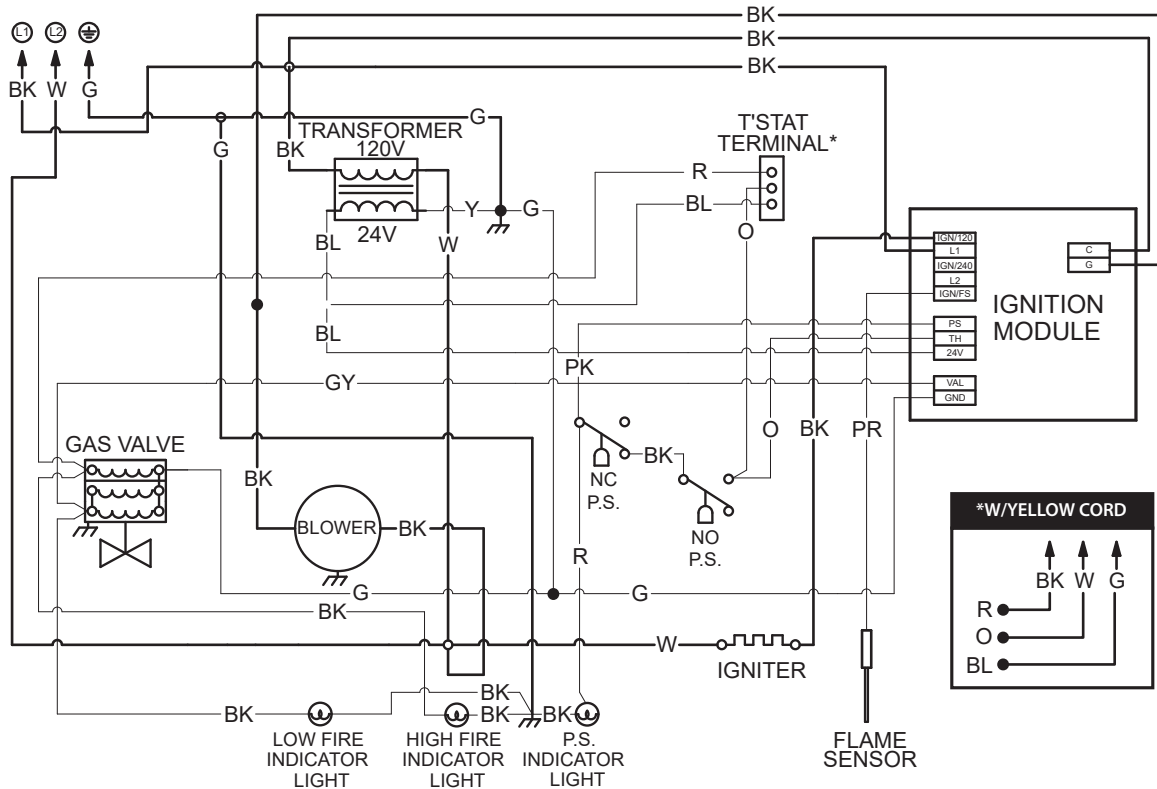 BK
BK
BK
L1
L2
BK
W
G
G
TRANSFORMER
120V
G
BK
T'STAT
TERMINAL*
R
BL
Y
G
24V
BL
W
O
BL
IGN/120
L1
IGN/240
L2
IGN/FS
PS
TH
24V
VAL
GND
C
G
IGNITION
MODULE
PK
GY
GAS VALVE
BK
NC
P.S.
BK
O
BK
PR
BLOWER
BK
NO
P.S.
R
G
G
BK
W
IGNITER
*W/YELLOW CORD
BK
W
G
R
O
BL
BK
BK
BK
BK
LOW FIRE
INDICATOR
LIGHT
HIGH FIRE
INDICATOR
LIGHT
P.S.
INDICATOR
LIGHT
FLAME
SENSOR